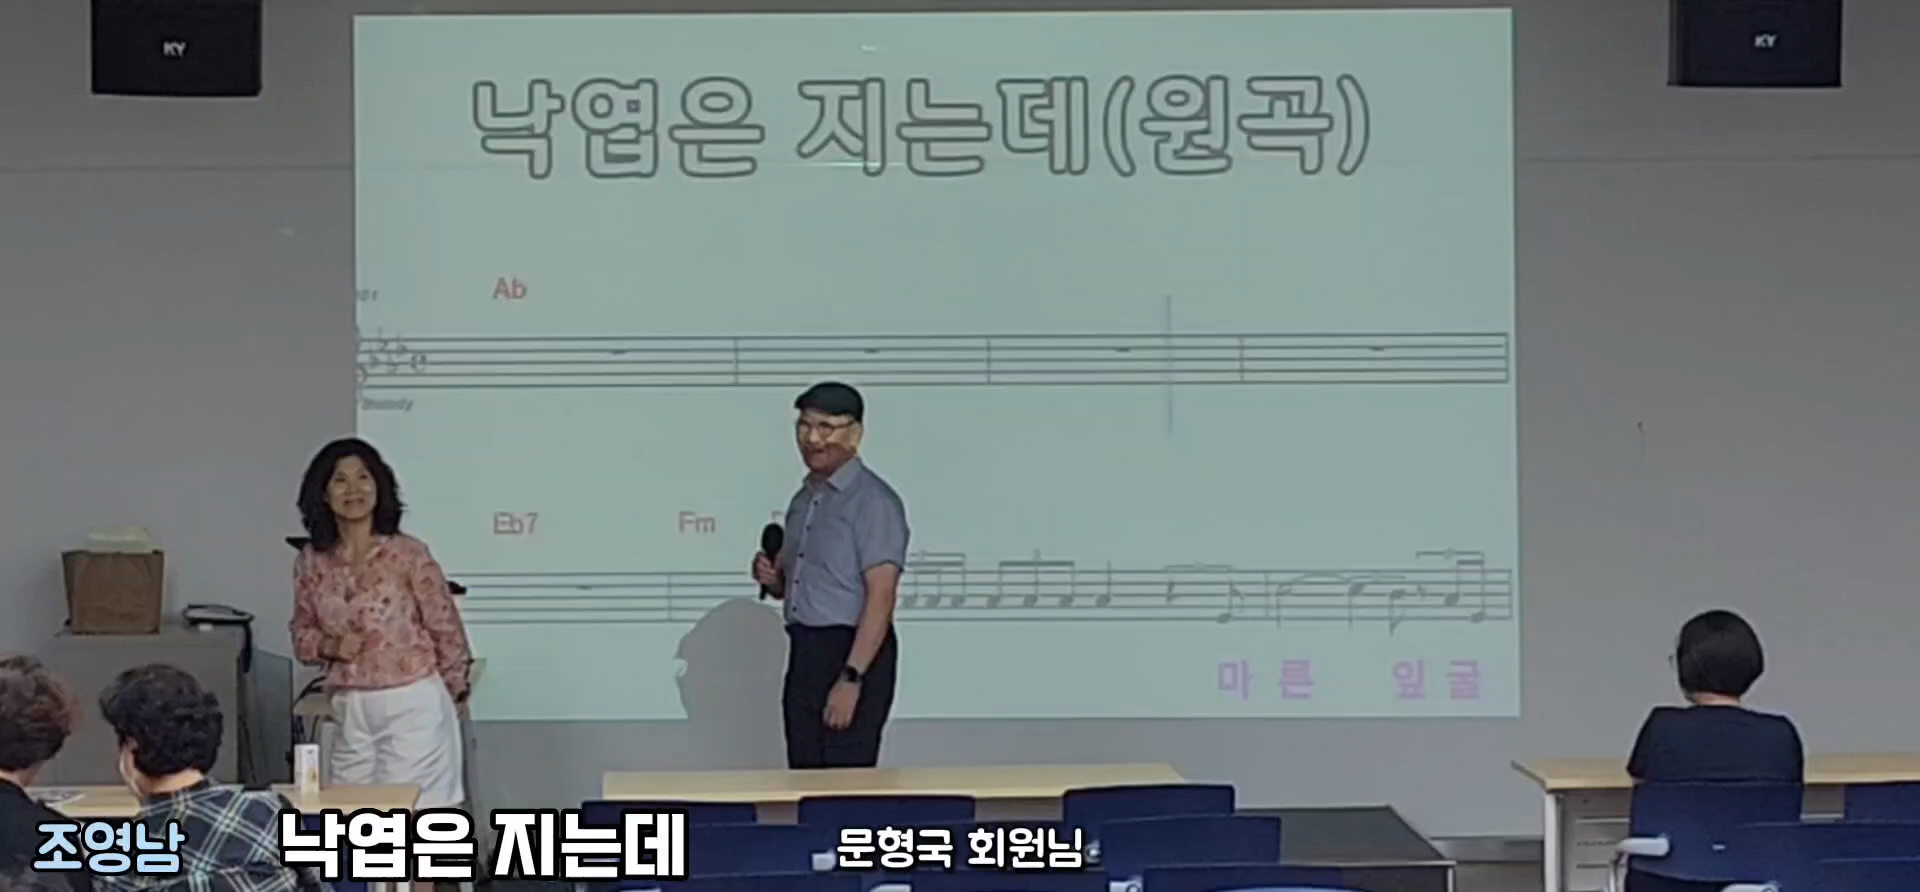 KY
KY
낙엽은 지는데(원곡)
Ab
Eb7
Fm
마른 잎굴
조영남 낙엽은 지는데 문형국 회원님